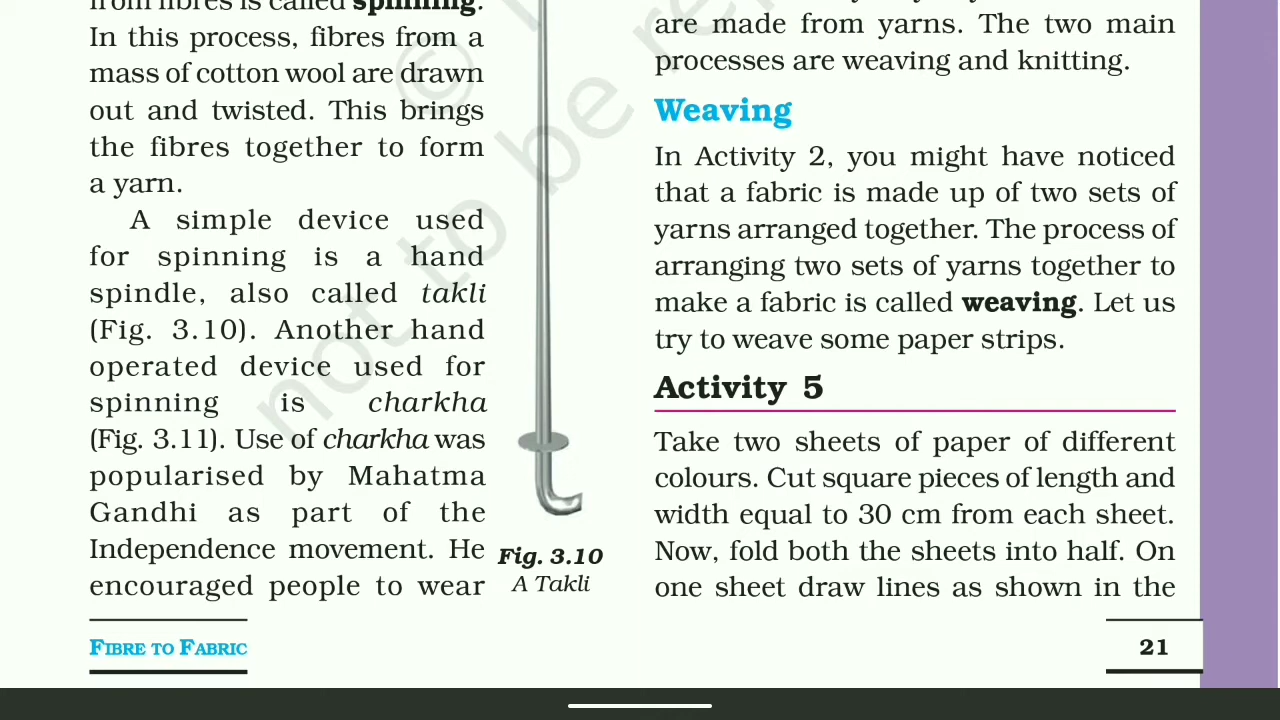 from fibres is called spinning.
In this process, fibres from a
mass of cotton wool are drawn
out and twisted. This brings
the fibres together to form
a yarn.
A simple device used
for spinning is a hand
spindle, also called takli
(Fig. 3.10). Another hand
operated device used for
spinning is charkha
(Fig. 3.11). Use of charkha was
popularised by Mahatma
Gandhi as part of the
Independence movement. He
encouraged people to wear
Fig. 3.10
A Takli
are made from yarns. The two main
processes are weaving and knitting.
Weaving
In Activity 2, you might have noticed
that a fabric is made up of two sets of
yarns arranged together. The process of
arranging two sets of yarns together to
make a fabric is called weaving. Let us
try to weave some paper strips.
Activity 5
Take two sheets of paper of different
colours. Cut square pieces of length and
width equal to 30 cm from each sheet.
Now, fold both the sheets into half. On
one sheet draw lines as shown in the
FIBRE TO FABRIC
21
not to be re
©